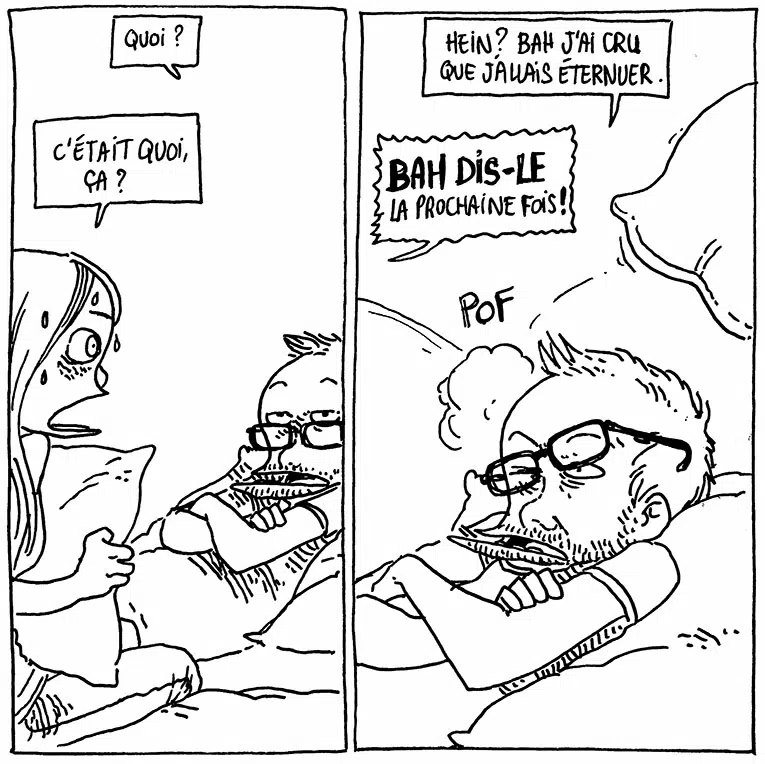 QUOI ?
C'ÉTAIT QUOI,
ÇA ?
HEIN ? BAH J'AI CRU
QUE J'ALLAIS ÉTERNUER.
BAH DIS-LE
LA PROCHAINE FOIS !
POF